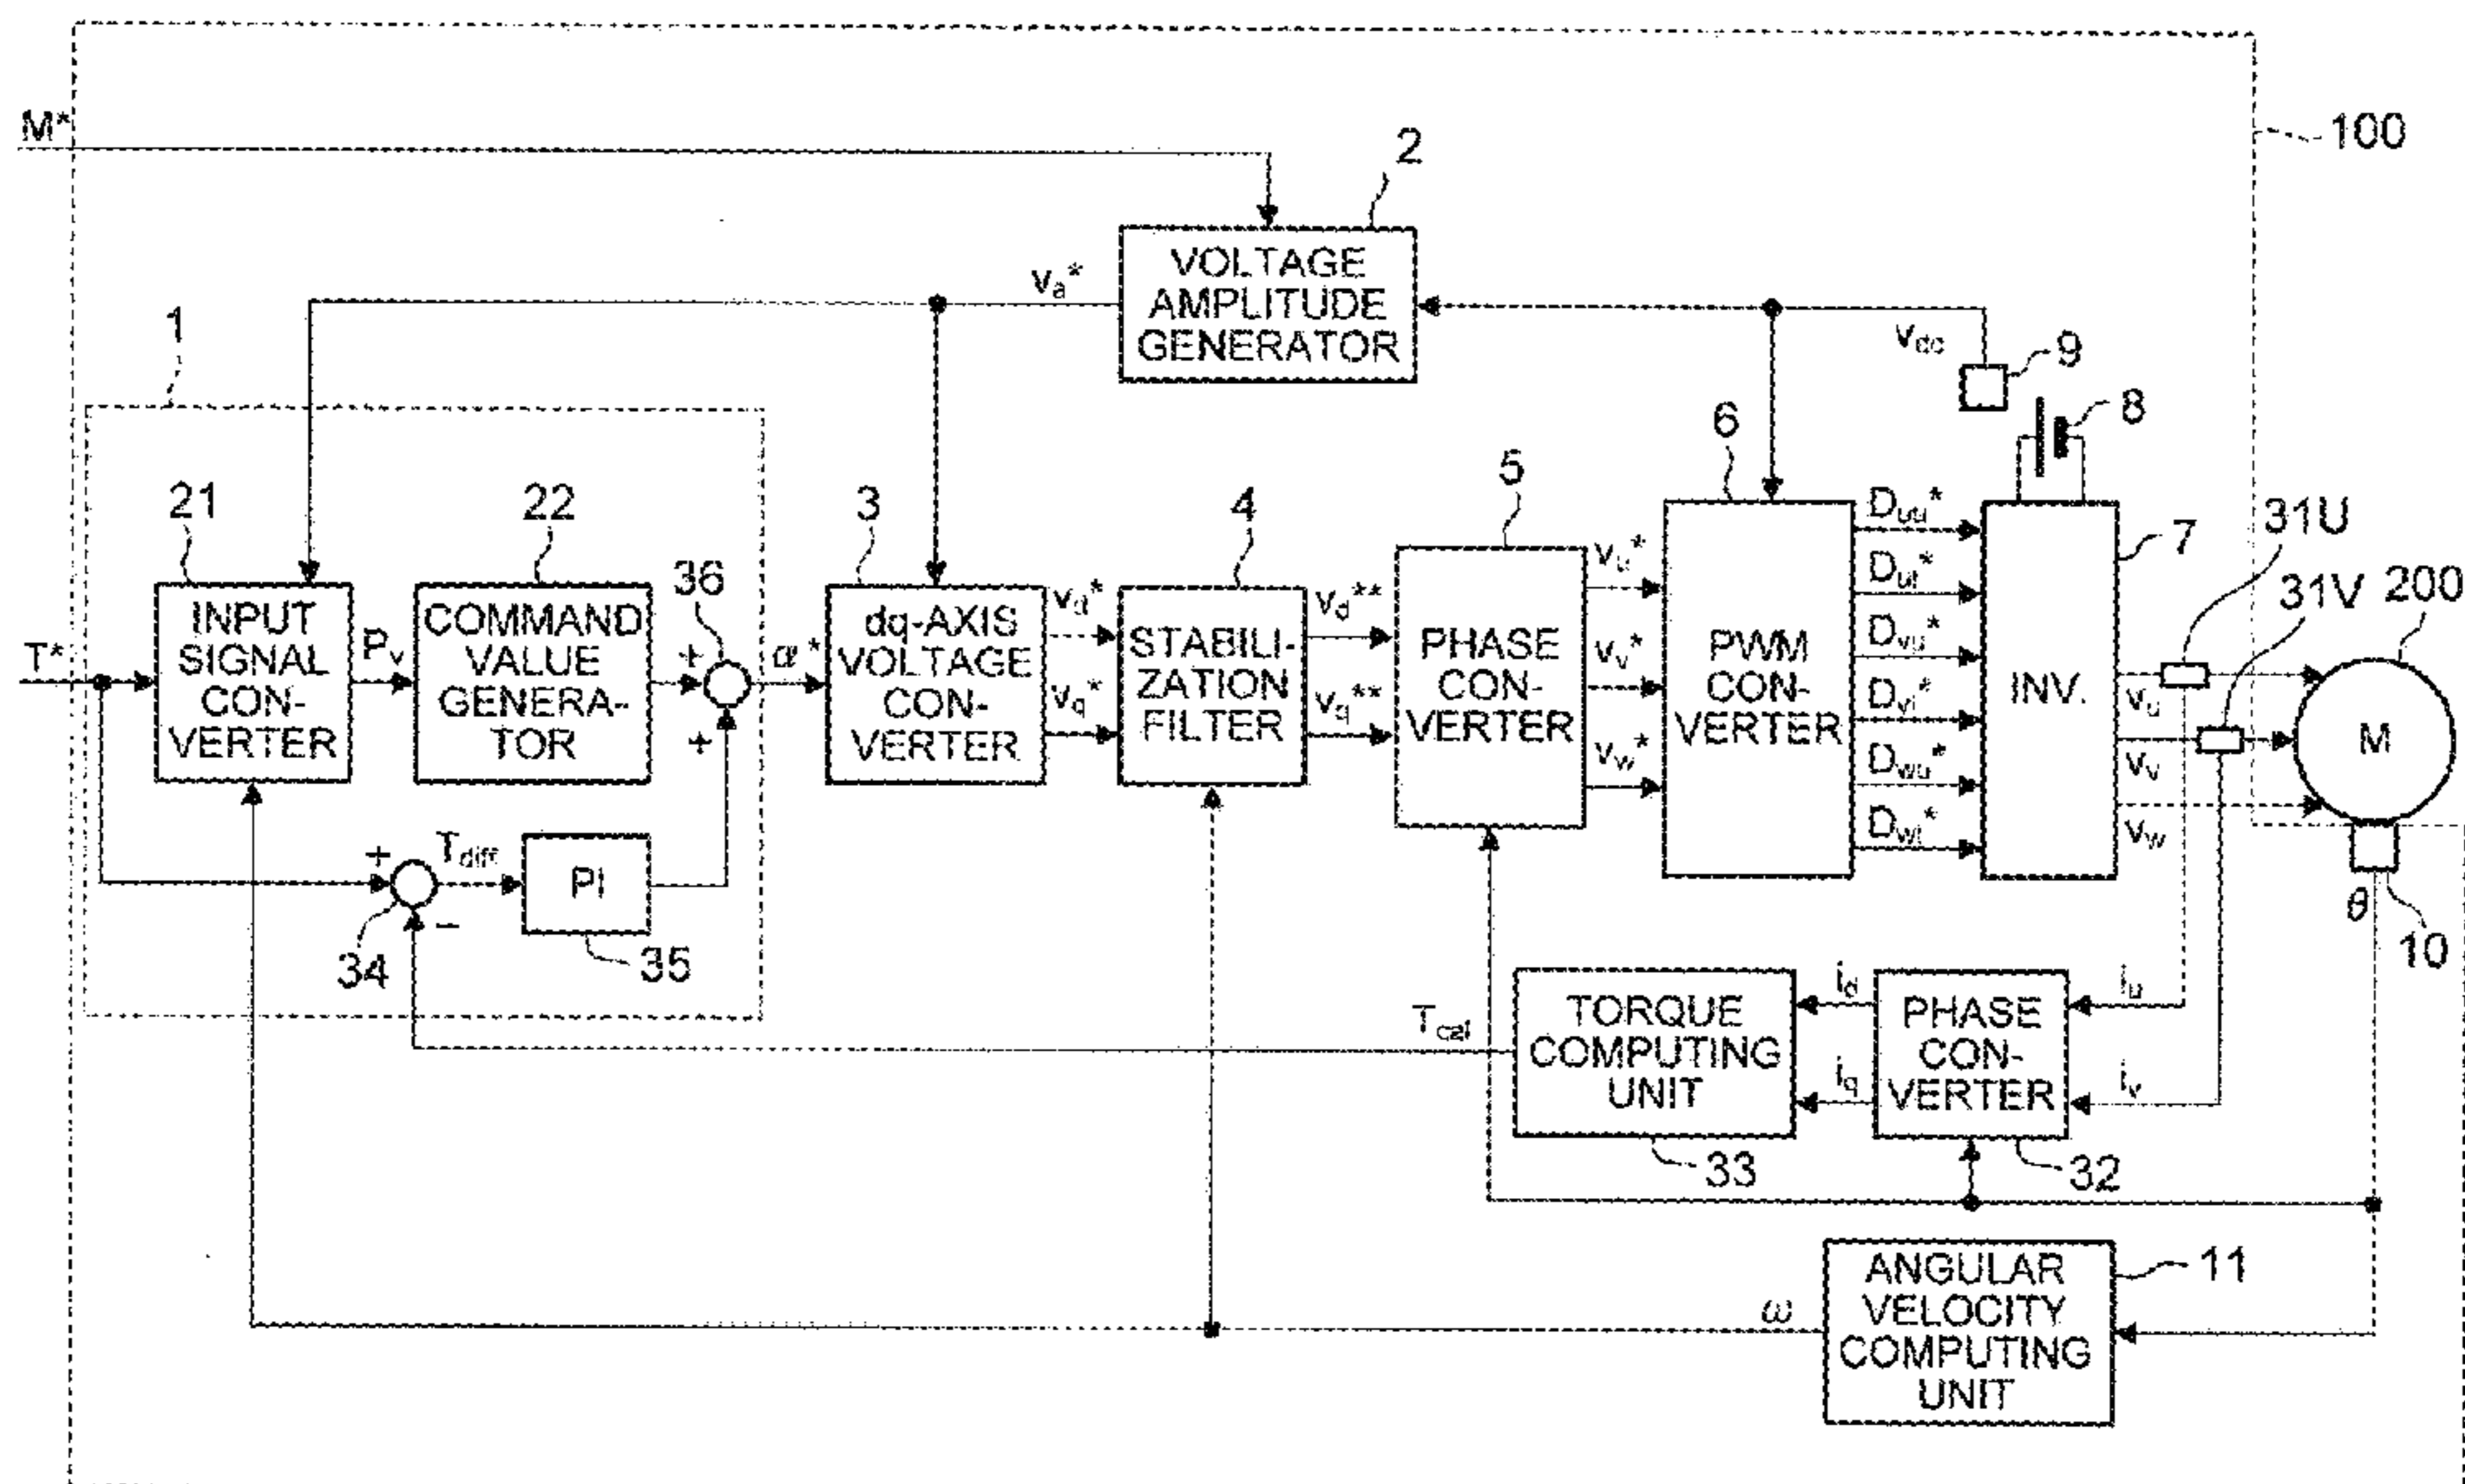 M*
100
2
VOLTAGE
AMPLITUDE
GENERATOR
va*
vdc
9
8
1
6
5
21
22
3
4
7
31U
31V
200
36
INPUT
SIGNAL
CON-
VERTER
COMMAND
VALUE
GENERA-
TOR
dq-AXIS
VOLTAGE
CON-
VERTER
STABILI-
ZATION
FILTER
PHASE
CON-
VERTER
PWM
CON-
VERTER
INV.
M
T*
Pv
+
+
α*
vd*
vq*
vd**
vq**
vu*
vv*
vw*
Duu*
Dul*
Dvu*
Dvl*
Dwu*
Dwl*
vu
vv
vw
+
Tdiff
PI
−
34
35
θ
10
Tcal
TORQUE
COMPUTING
UNIT
id
iq
PHASE
CON-
VERTER
iu
iv
33
32
ω
ANGULAR
VELOCITY
COMPUTING
UNIT
11